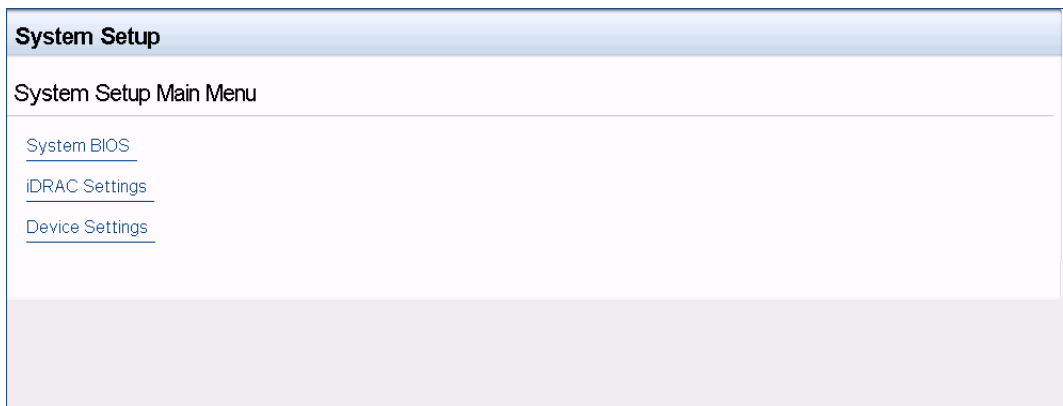 System Setup
System Setup Main Menu
System BIOS
iDRAC Settings
Device Settings